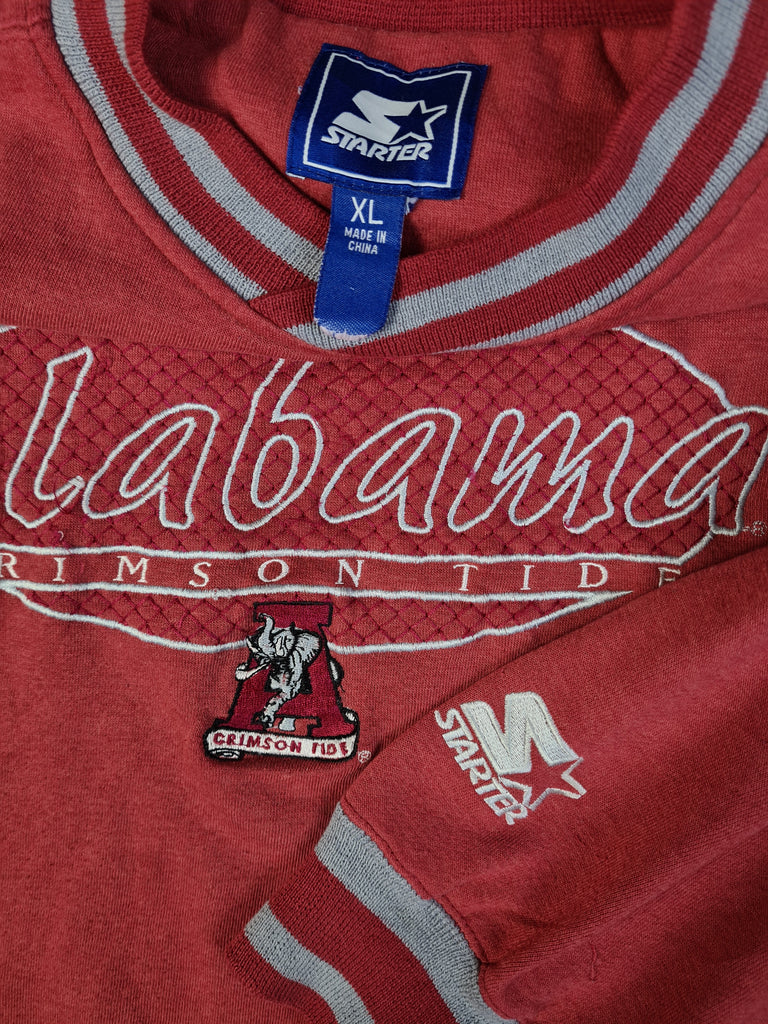 STARTER
XL
MADE IN
CHINA
labama
RIMSON TIDE
CRIMSON TIDE
STARTER